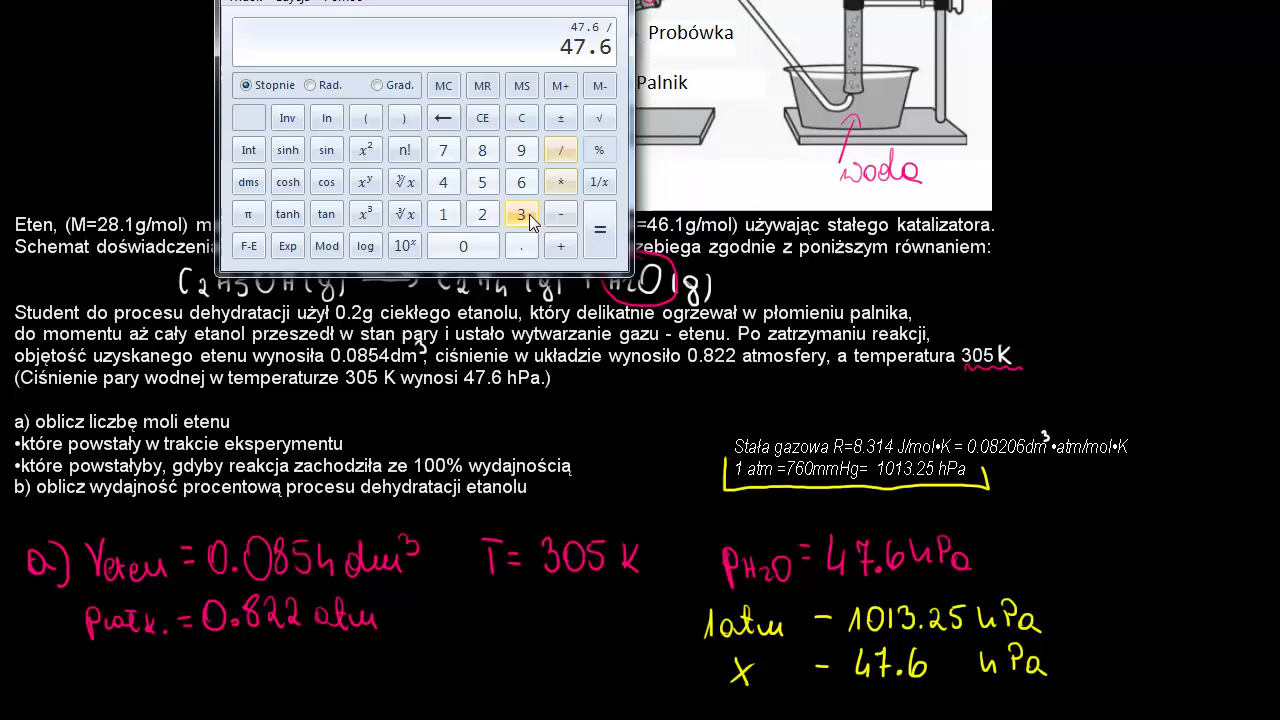 47.6 /
47.6
Stopnie Rad. Grad. MC MR MS M+ M-
Inv ln ( ) ← CE C ± √
Int sinh sin x² n! 7 8 9 / %
dms cosh cos xʸ ʸ√x 4 5 6 * 1/x
π tanh tan x³ ³√x 1 2 3 - =
F-E Exp Mod log 10ˣ 0 . +
Probówka
Palnik
woda
Eten, (M=28.1g/mol) m =46.1g/mol) używając stałego katalizatora.
Schemat doświadczenia zebiega zgodnie z poniższym równaniem:
C₂H₅OH(g) → C₂H₄ (g) + H₂O (g)
Student do procesu dehydratacji użył 0.2g ciekłego etanolu, który delikatnie ogrzewał w płomieniu palnika,
do momentu aż cały etanol przeszedł w stan pary i ustało wytwarzanie gazu - etenu. Po zatrzymaniu reakcji,
objętość uzyskanego etenu wynosiła 0.0854dm³, ciśnienie w układzie wynosiło 0.822 atmosfery, a temperatura 305 K
(Ciśnienie pary wodnej w temperaturze 305 K wynosi 47.6 hPa.)
a) oblicz liczbę moli etenu
•które powstały w trakcie eksperymentu
•które powstałyby, gdyby reakcja zachodziła ze 100% wydajnością
b) oblicz wydajność procentową procesu dehydratacji etanolu
Stała gazowa R=8.314 J/mol•K = 0.08206dm³•atm/mol•K
1 atm =760mmHg= 1013.25 hPa
a) Veten = 0.0854 dm³ T = 305 K
pcałk. = 0.822 atm
pH₂O = 47.6 hPa
1 atm - 1013.25 hPa
x - 47.6 hPa